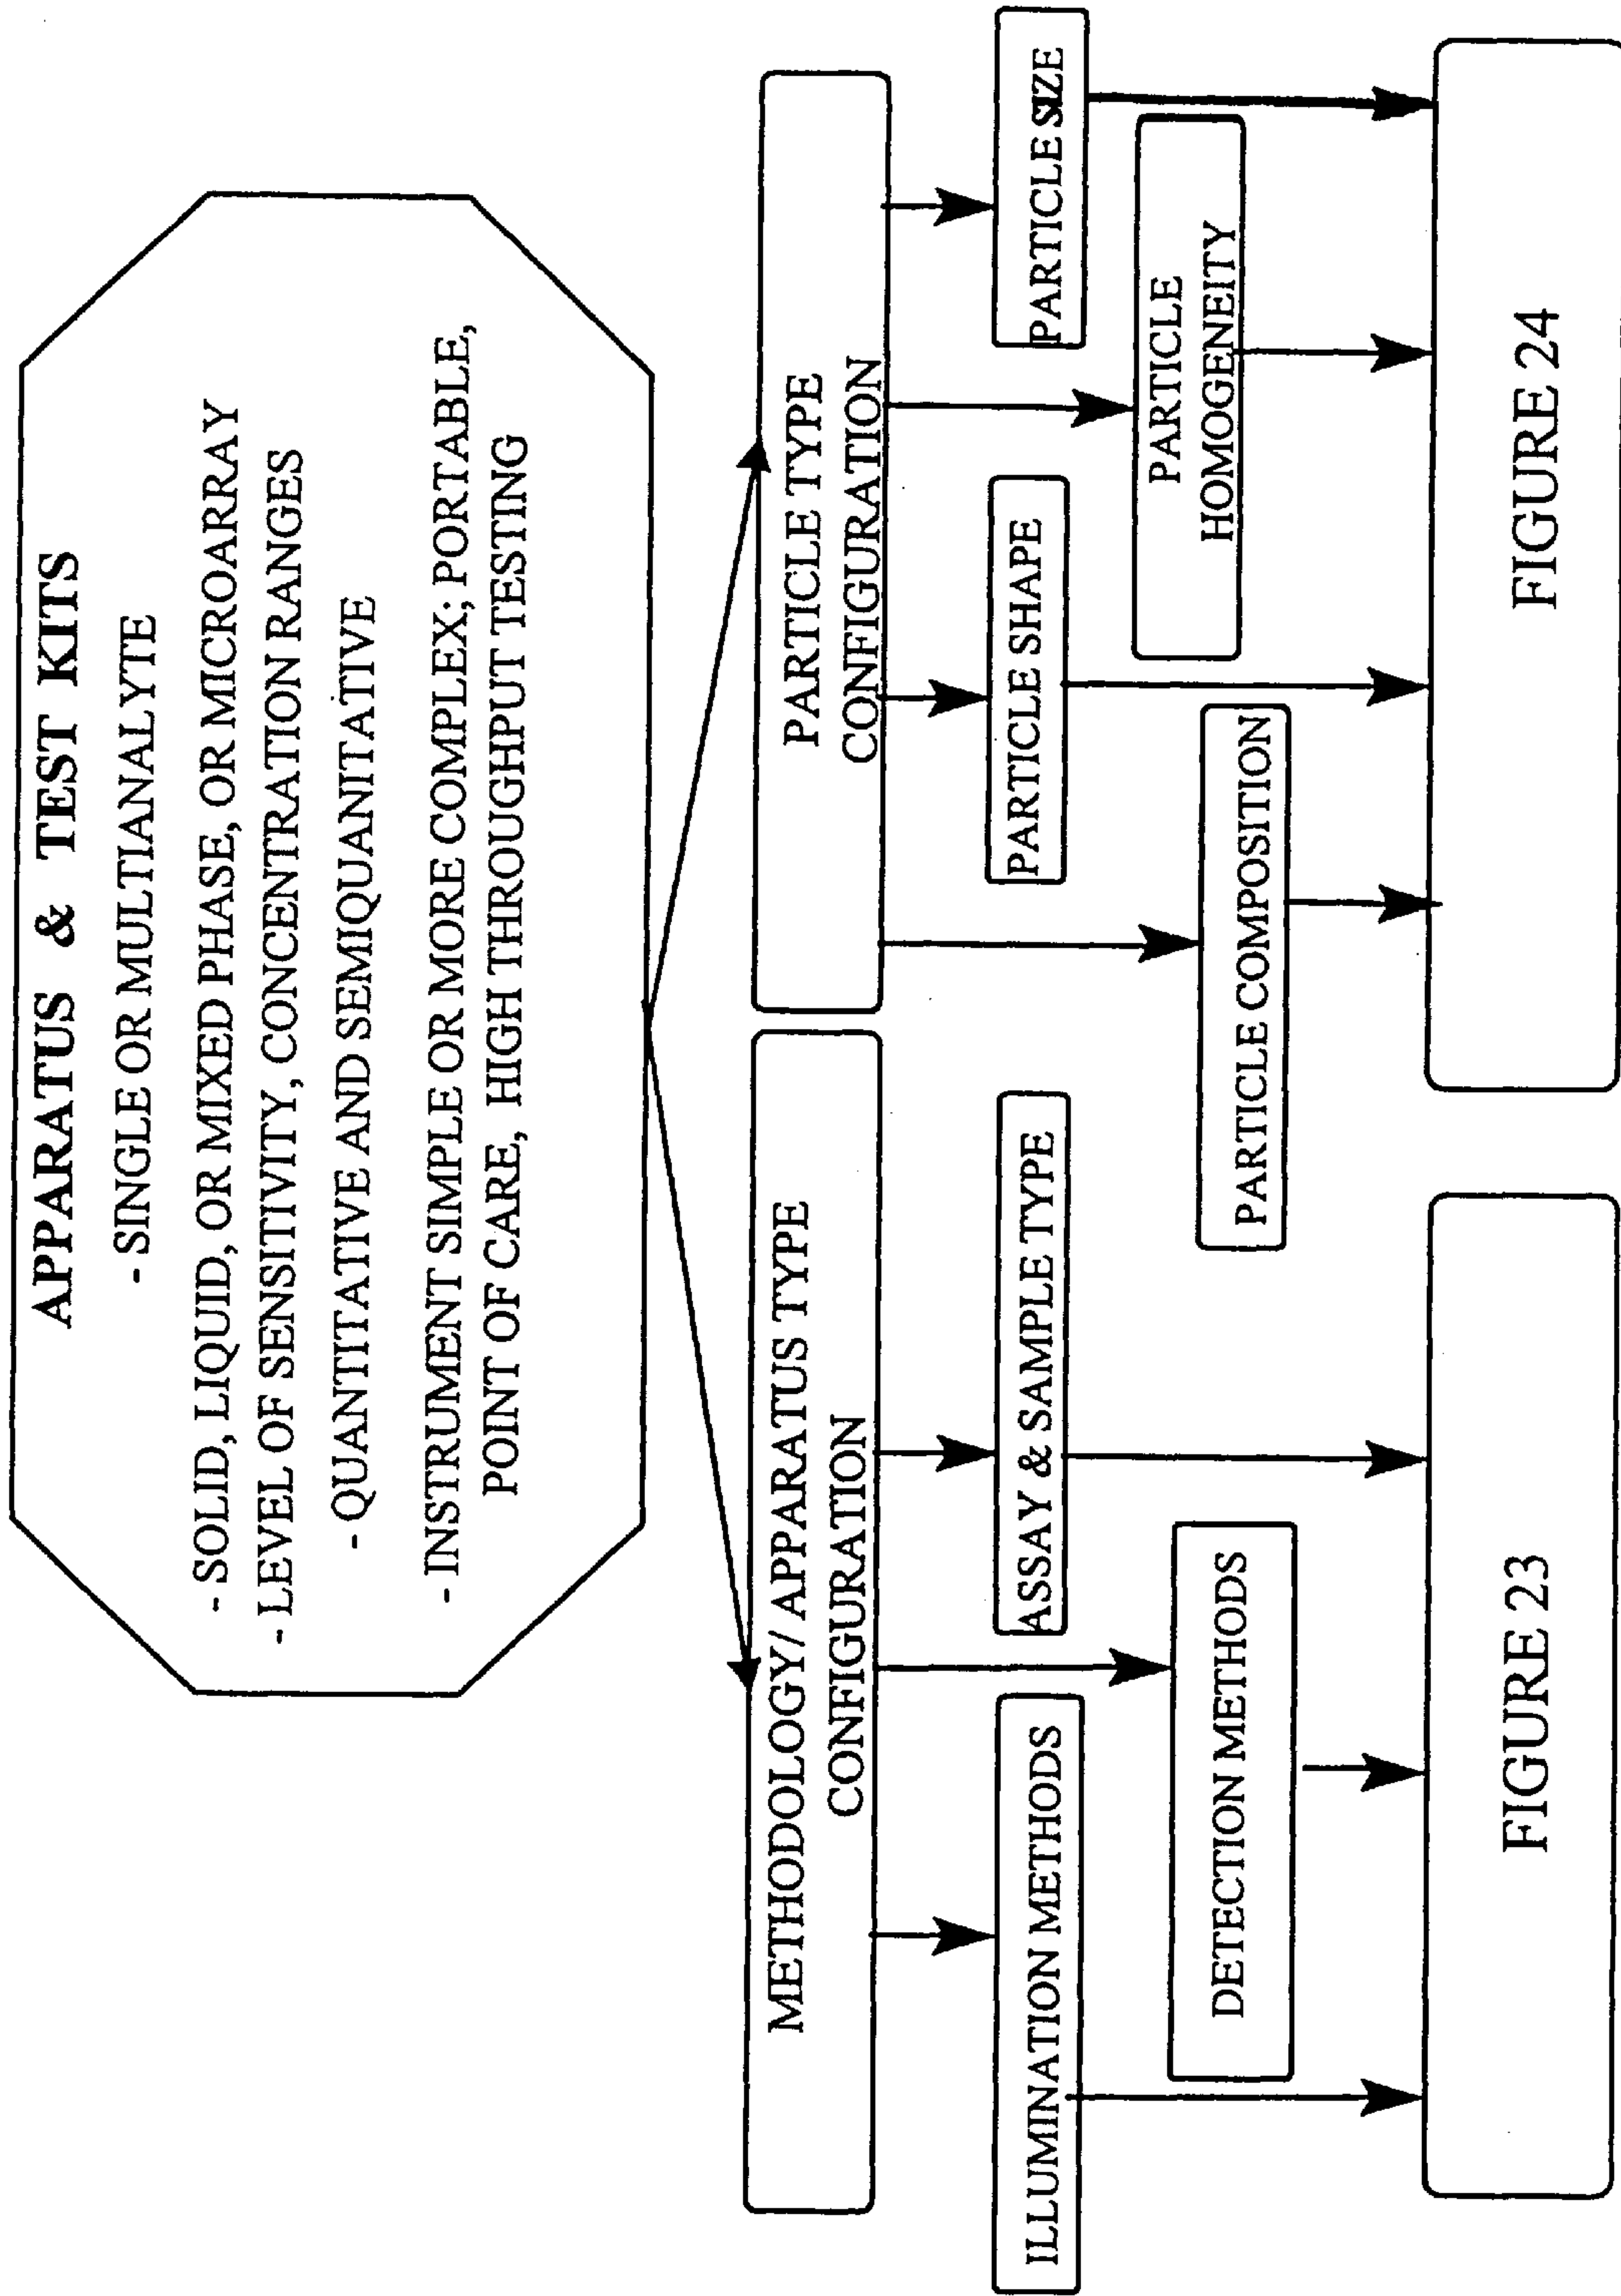 APPARATUS & TEST KITS
- SINGLE OR MULTIANALYTE
- SOLID, LIQUID, OR MIXED PHASE, OR MICROARRAY
- LEVEL OF SENSITIVITY, CONCENTRATION RANGES
- QUANTITATIVE AND SEMIQUANITATIVE
- INSTRUMENT SIMPLE OR MORE COMPLEX; PORTABLE,
POINT OF CARE, HIGH THROUGHPUT TESTING
METHODOLOGY/ APPARATUS TYPE
CONFIGURATION
ILLUMINATION METHODS
DETECTION METHODS
ASSAY & SAMPLE TYPE
FIGURE 23
PARTICLE TYPE
CONFIGURATION
PARTICLE COMPOSITION
PARTICLE SHAPE
PARTICLE
HOMOGENEITY
PARTICLE SIZE
FIGURE 24